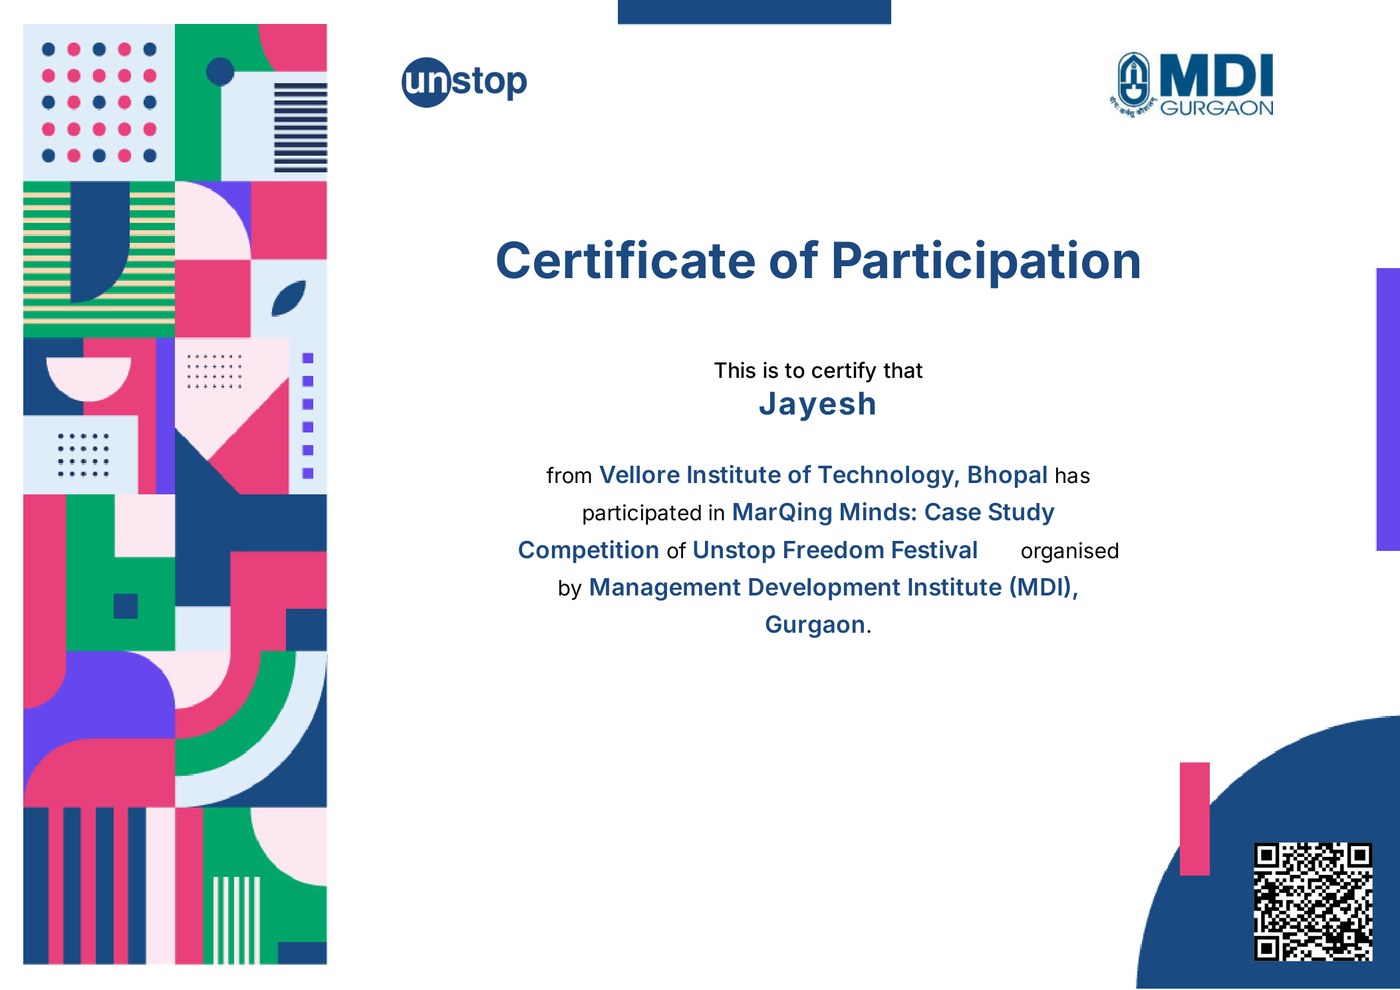 unstop
MDI
GURGAON
Certificate of Participation
This is to certify that
Jayesh
from Vellore Institute of Technology, Bhopal has
participated in MarQing Minds: Case Study
Competition of Unstop Freedom Festival organised
by Management Development Institute (MDI),
Gurgaon.